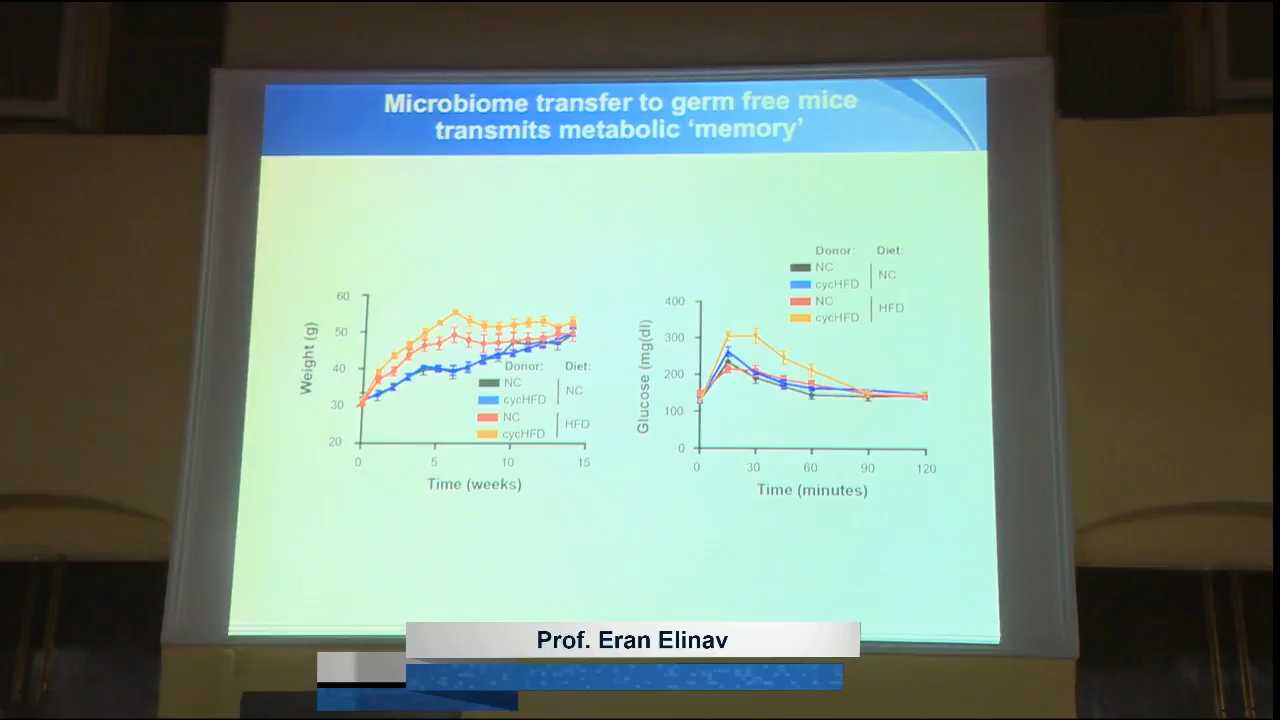 Microbiome transfer to germ free mice
transmits metabolic ‘memory’
Weight (g)
60
50
40
30
20
0
5
10
15
Time (weeks)
Donor: Diet:
NC
cycHFD
NC
NC
cycHFD
HFD
Glucose (mg(dl)
400
300
200
100
0
0
30
60
90
120
Time (minutes)
Donor: Diet:
NC
cycHFD
NC
NC
cycHFD
HFD
Prof. Eran Elinav